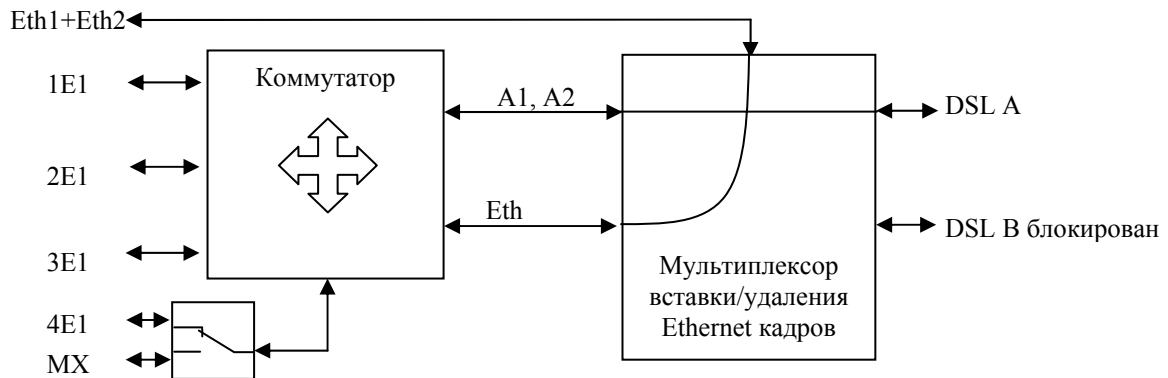 Eth1+Eth2
1E1
Коммутатор
A1, A2
DSL A
2E1
Eth
DSL B блокирован
3E1
Мультиплексор
вставки/удаления
Ethernet кадров
4E1
MX